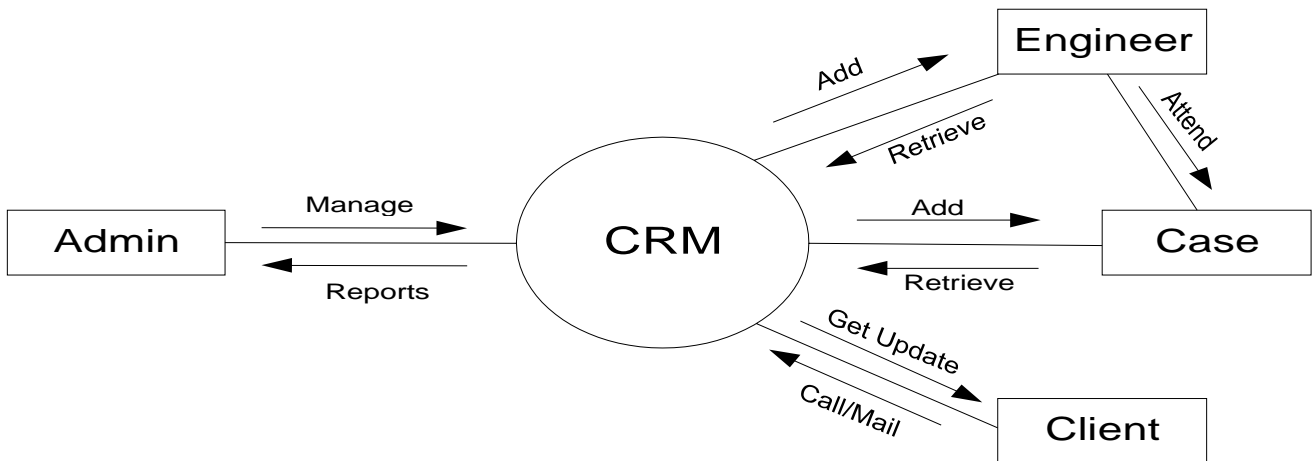 Engineer
Add
Retrieve
Attend
Manage
Admin
Reports
CRM
Add
Retrieve
Case
Get Update
Call/Mail
Client